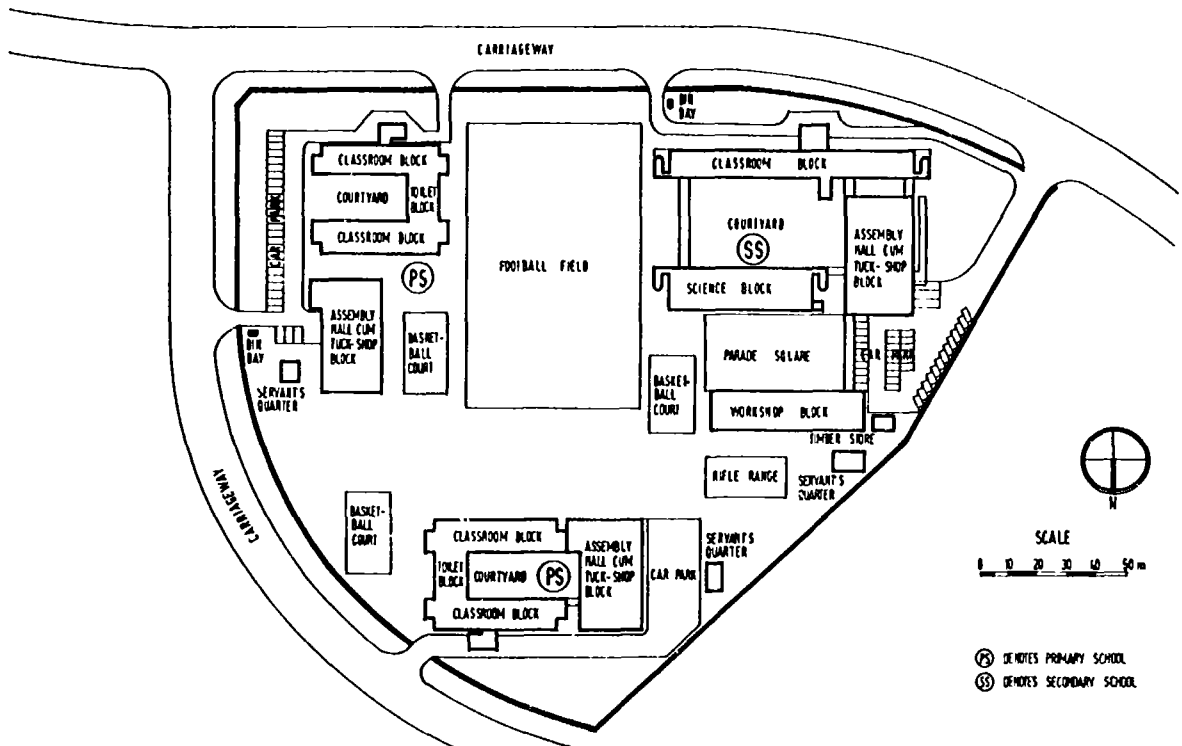 CARRIAGEWAY
BIN
BAY
CLASSROOM BLOCK
COURTYARD
TOILET
BLOCK
CLASSROOM BLOCK
CAR PARK
PS
ASSEMBLY
HALL CUM
TUCK-SHOP
BLOCK
BASKET-
BALL
COURT
BIN
BAY
SERVANT'S
QUARTER
FOOTBALL FIELD
CLASSROOM BLOCK
COURTYARD
SS
ASSEMBLY
HALL CUM
TUCK-SHOP
BLOCK
SCIENCE BLOCK
PARADE SQUARE
CAR PARK
BASKET-
BALL
COURT
WORKSHOP BLOCK
TIMBER STORE
RIFLE RANGE
SERVANT'S
QUARTER
CARRIAGEWAY
BASKET-
BALL
COURT
CLASSROOM BLOCK
TOILET
BLOCK
COURTYARD
PS
ASSEMBLY
HALL CUM
TUCK-SHOP
BLOCK
CAR PARK
SERVANT'S
QUARTER
CLASSROOM BLOCK
N
SCALE
0 10 20 30 40 50 m
PS DENOTES PRIMARY SCHOOL
SS DENOTES SECONDARY SCHOOL